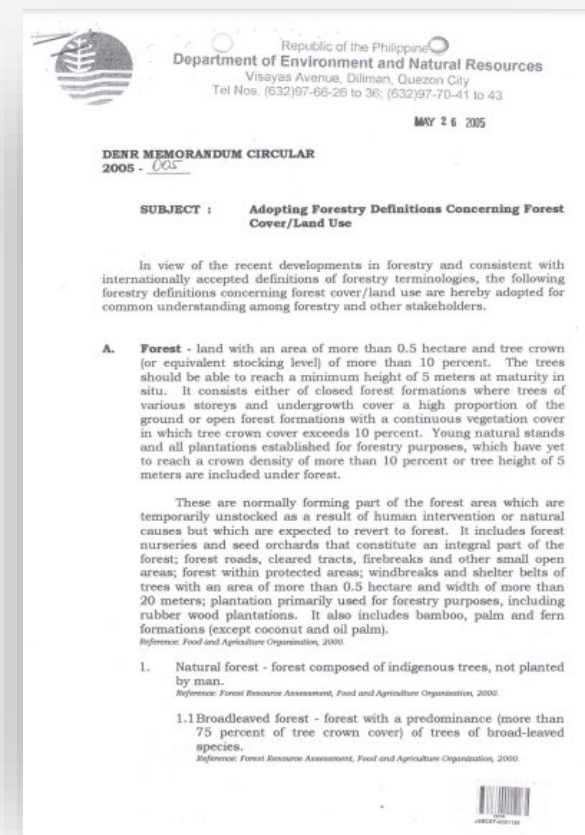 Republic of the Philippine
Department of Environment and Natural Resources
Visayas Avenue, Diliman, Quezon City
Tel Nos. (632)97-66-26 to 36; (632)97-70-41 to 43
MAY 26 2005
DENR MEMORANDUM CIRCULAR
2005 - 005
SUBJECT : Adopting Forestry Definitions Concerning Forest
Cover/Land Use
In view of the recent developments in forestry and consistent with
internationally accepted definitions of forestry terminologies, the following
forestry definitions concerning forest cover/land use are hereby adopted for
common understanding among forestry and other stakeholders.
A. Forest - land with an area of more than 0.5 hectare and tree crown
(or equivalent stocking level) of more than 10 percent. The trees
should be able to reach a minimum height of 5 meters at maturity in
situ. It consists either of closed forest formations where trees of
various storeys and undergrowth cover a high proportion of the
ground or open forest formations with a continuous vegetation cover
in which tree crown cover exceeds 10 percent. Young natural stands
and all plantations established for forestry purposes, which have yet
to reach a crown density of more than 10 percent or tree height of 5
meters are included under forest.
These are normally forming part of the forest area which are
temporarily unstocked as a result of human intervention or natural
causes but which are expected to revert to forest. It includes forest
nurseries and seed orchards that constitute an integral part of the
forest; forest roads, cleared tracts, firebreaks and other small open
areas; forest within protected areas; windbreaks and shelter belts of
trees with an area of more than 0.5 hectare and width of more than
20 meters; plantation primarily used for forestry purposes, including
rubber wood plantations. It also includes bamboo, palm and fern
formations (except coconut and oil palm).
Reference: Food and Agriculture Organization, 2000.
1. Natural forest - forest composed of indigenous trees, not planted
by man.
Reference: Forest Resource Assessment, Food and Agriculture Organization, 2000.
1.1 Broadleaved forest - forest with a predominance (more than
75 percent of tree crown cover) of trees of broad-leaved
species.
Reference: Forest Resource Assessment, Food and Agriculture Organization, 2000.